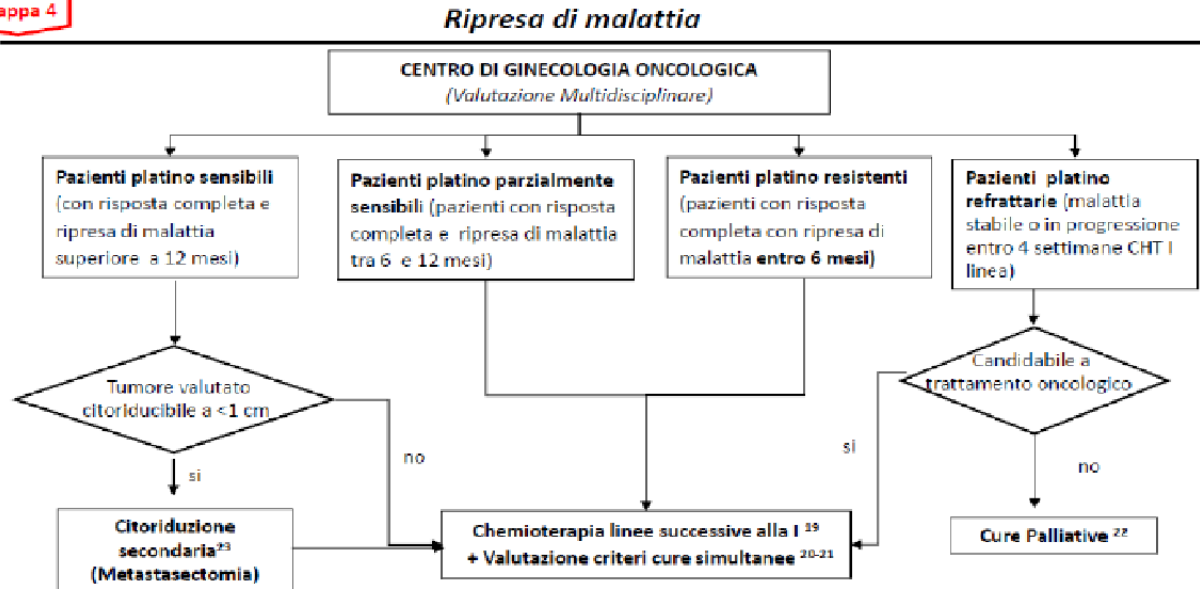 appa 4
Ripresa di malattia
CENTRO DI GINECOLOGIA ONCOLOGICA
(Valutazione Multidisciplinare)
Pazienti platino sensibili
(con risposta completa e
ripresa di malattia
superiore a 12 mesi)
Pazienti platino parzialmente
sensibili (pazienti con risposta
completa e ripresa di malattia
tra 6 e 12 mesi)
Pazienti platino resistenti
(pazienti con risposta
completa con ripresa di
malattia entro 6 mesi)
Pazienti platino
refrattarie (malattia
stabile o in progressione
entro 4 settimane CHT I
linea)
Tumore valutato
citoriducibile a <1 cm
Candidabile a
trattamento oncologico
no
si
si
no
Citoriduzione
secondaria²³
(Metastasectomia)
Chemioterapia linee successive alla I ¹⁹
+ Valutazione criteri cure simultanee ²⁰⁻²¹
Cure Palliative ²²